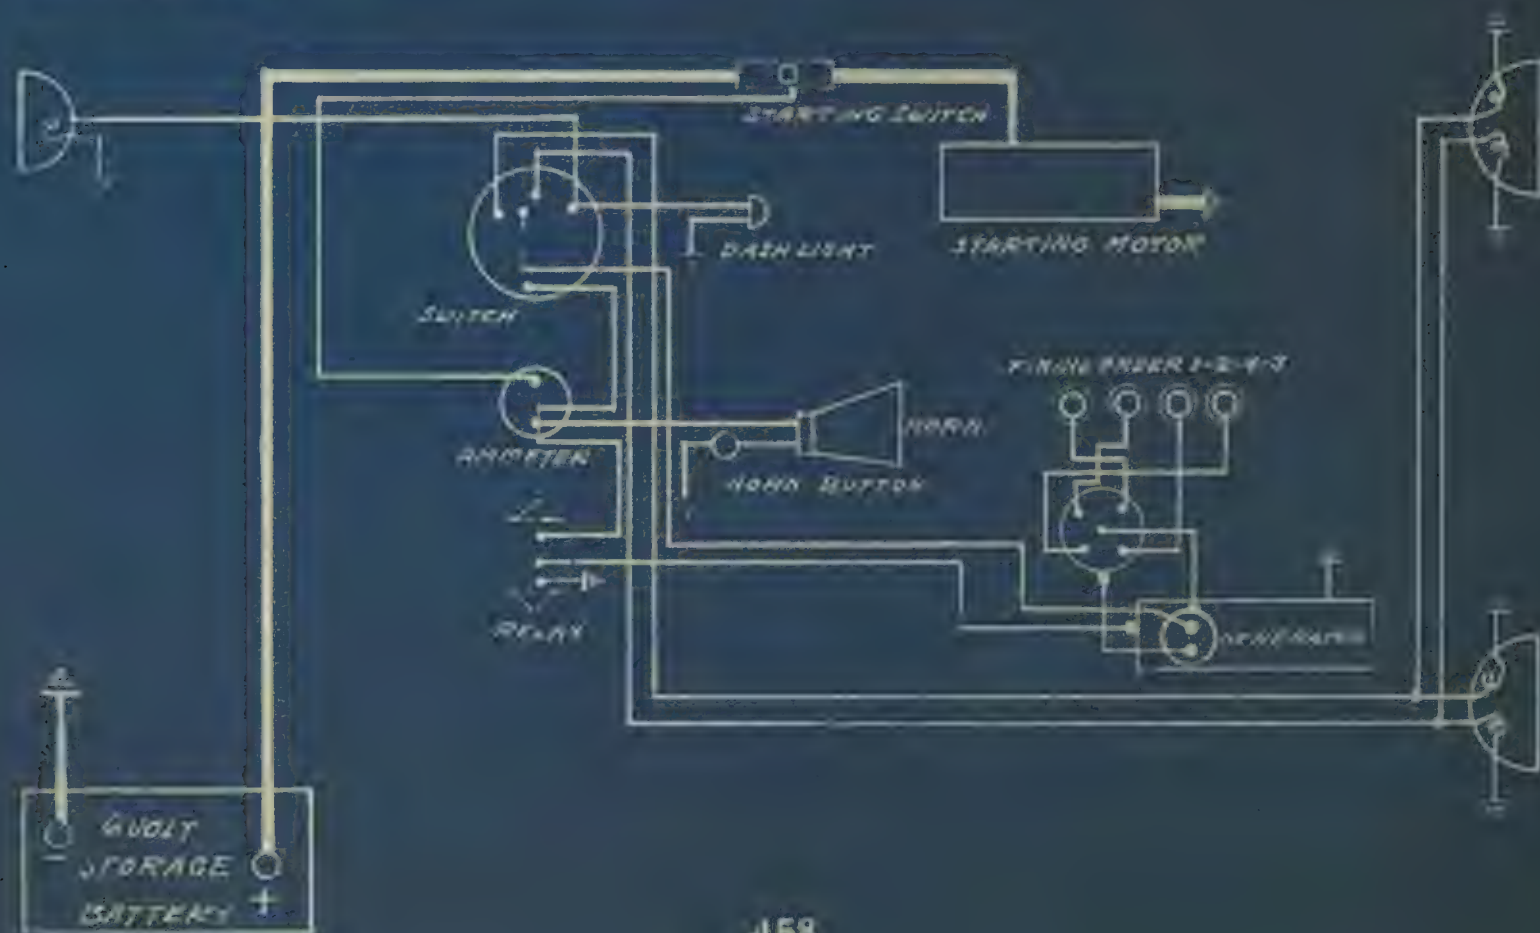 STARTING SWITCH
DASH LIGHT
STARTING MOTOR
SWITCH
FIRING ORDER 1-2-4-3
HORN
AMMETER
HORN BUTTON
RELAY
GENERATOR
6 VOLT
STORAGE
BATTERY
-
+